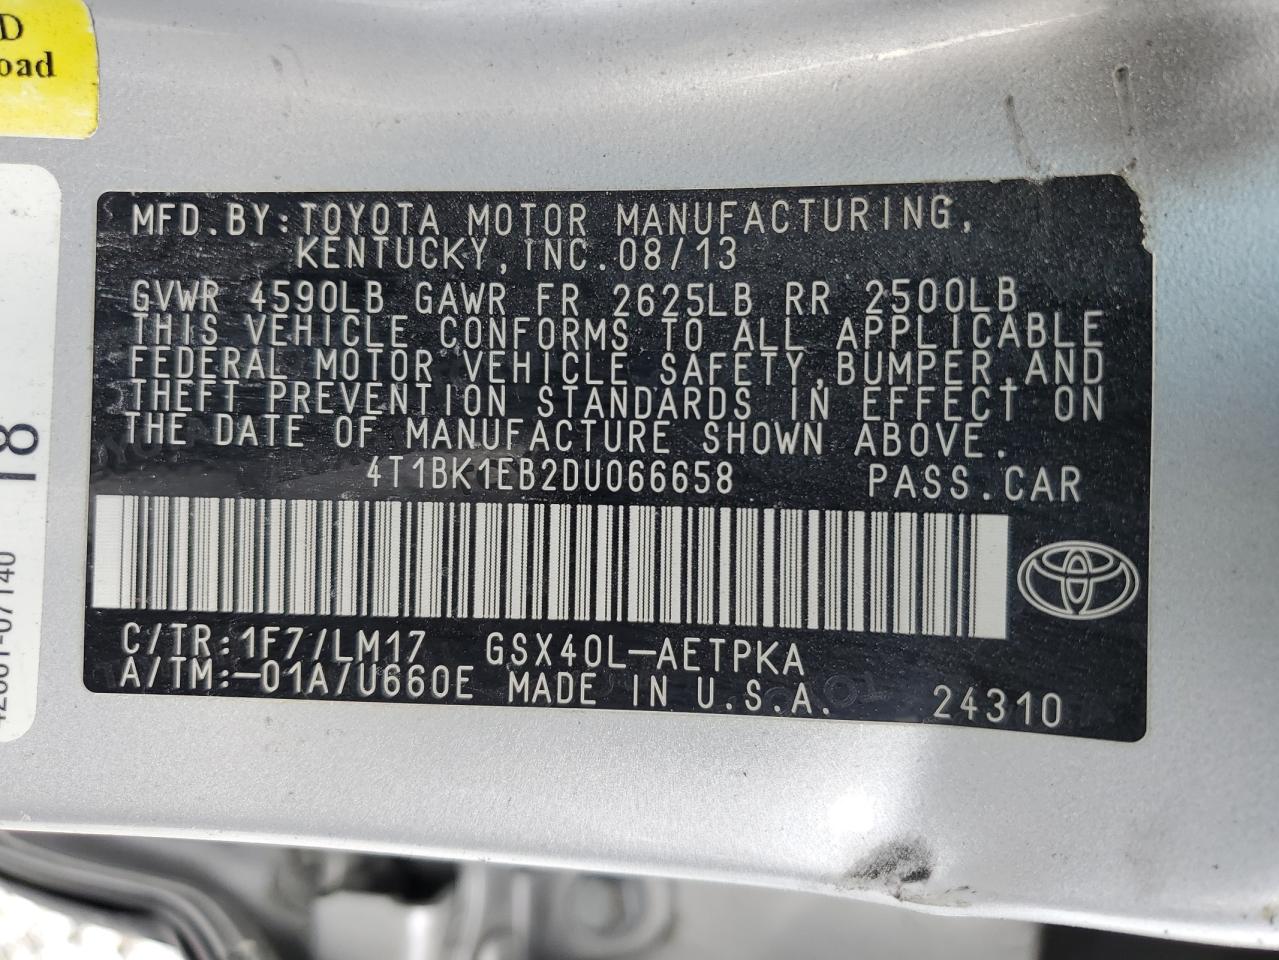 D
oad
18
MFD.BY:TOYOTA MOTOR MANUFACTURING,
KENTUCKY,INC.08/13
GVWR 4590LB GAWR FR 2625LB RR 2500LB
THIS VEHICLE CONFORMS TO ALL APPLICABLE
FEDERAL MOTOR VEHICLE SAFETY,BUMPER,AND
THEFT PREVENTION STANDARDS IN EFFECT ON
THE DATE OF MANUFACTURE SHOWN ABOVE.
4T1BK1EB2DU066658 PASS.CAR
C/TR:1F7/LM17 GSX40L-AETPKA
A/TM:-01A/U660E MADE IN U.S.A. 24310